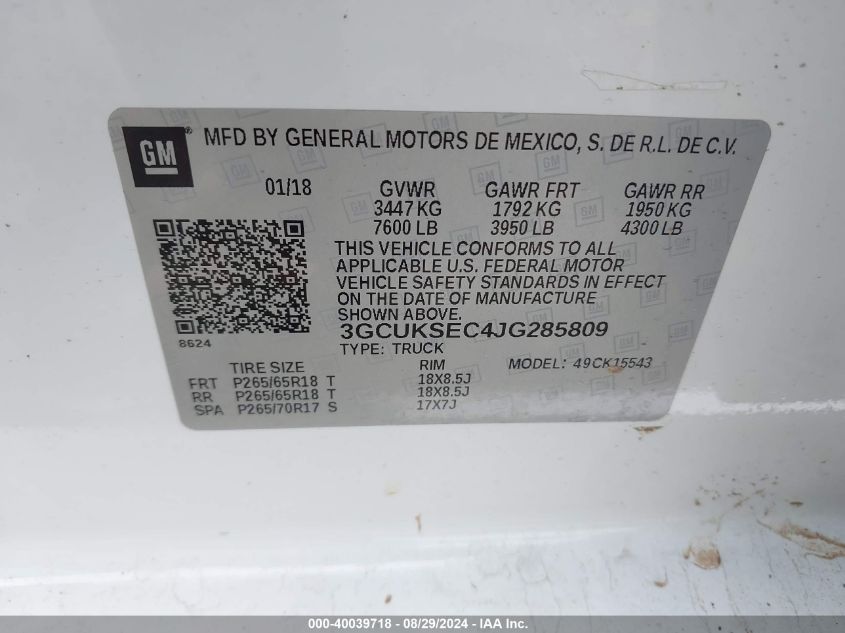 GM ® MFD BY GENERAL MOTORS DE MEXICO, S. DE R.L. DE C.V.
01/18 GVWR GAWR FRT GAWR RR
3447 KG 1792 KG 1950 KG
7600 LB 3950 LB 4300 LB
THIS VEHICLE CONFORMS TO ALL
APPLICABLE U.S. FEDERAL MOTOR
VEHICLE SAFETY STANDARDS IN EFFECT
ON THE DATE OF MANUFACTURE
SHOWN ABOVE.
3GCUKSEC4JG285809
8624
TYPE: TRUCK MODEL: 49CK15543
TIRE SIZE RIM
FRT P265/65R18 T 18X8.5J
RR P265/65R18 T 18X8.5J
SPA P265/70R17 S 17X7J
000-40039718 - 08/29/2024 - IAA Inc.